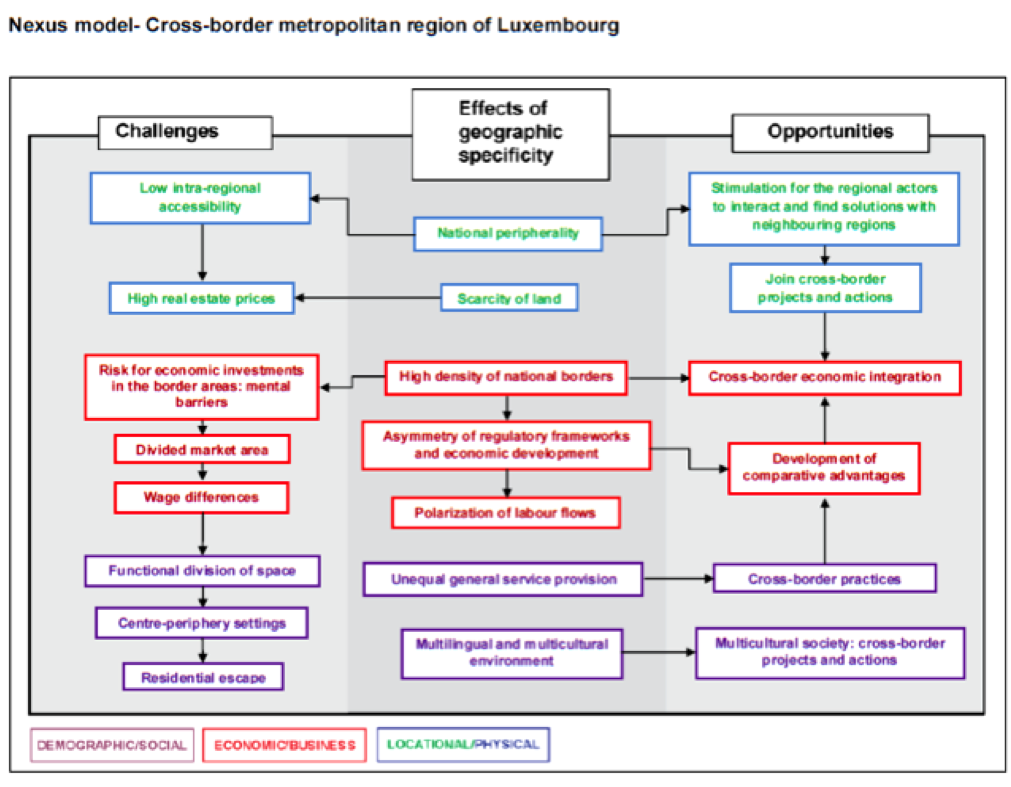 Nexus model- Cross-border metropolitan region of Luxembourg
Challenges
Effects of
geographic
specificity
Opportunities
Low intra-regional
accessibility
National peripherality
Stimulation for the regional actors
to interact and find solutions with
neighbouring regions
High real estate prices
Scarcity of land
Join cross-border
projects and actions
Risk for economic investments
in the border areas: mental
barriers
High density of national borders
Cross-border economic integration
Divided market area
Asymmetry of regulatory frameworks
and economic development
Development of
comparative advantages
Wage differences
Polarization of labour flows
Functional division of space
Unequal general service provision
Cross-border practices
Centre-periphery settings
Multilingual and multicultural
environment
Multicultural society: cross-border
projects and actions
Residential escape
DEMOGRAPHIC/SOCIAL
ECONOMIC/BUSINESS
LOCATIONAL/PHYSICAL